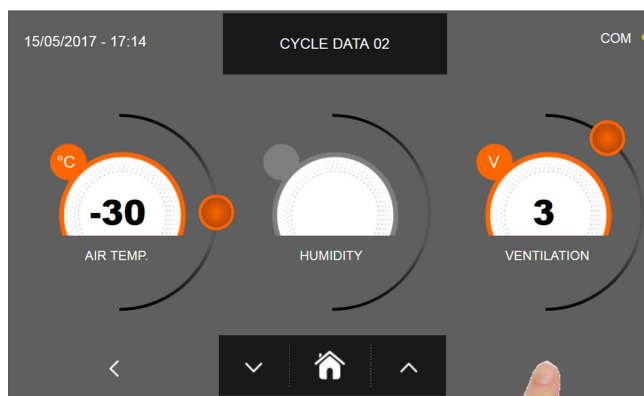 15/05/2017 - 17:14
CYCLE DATA 02
COM
°C
-30
AIR TEMP.
HUMIDITY
V
3
VENTILATION